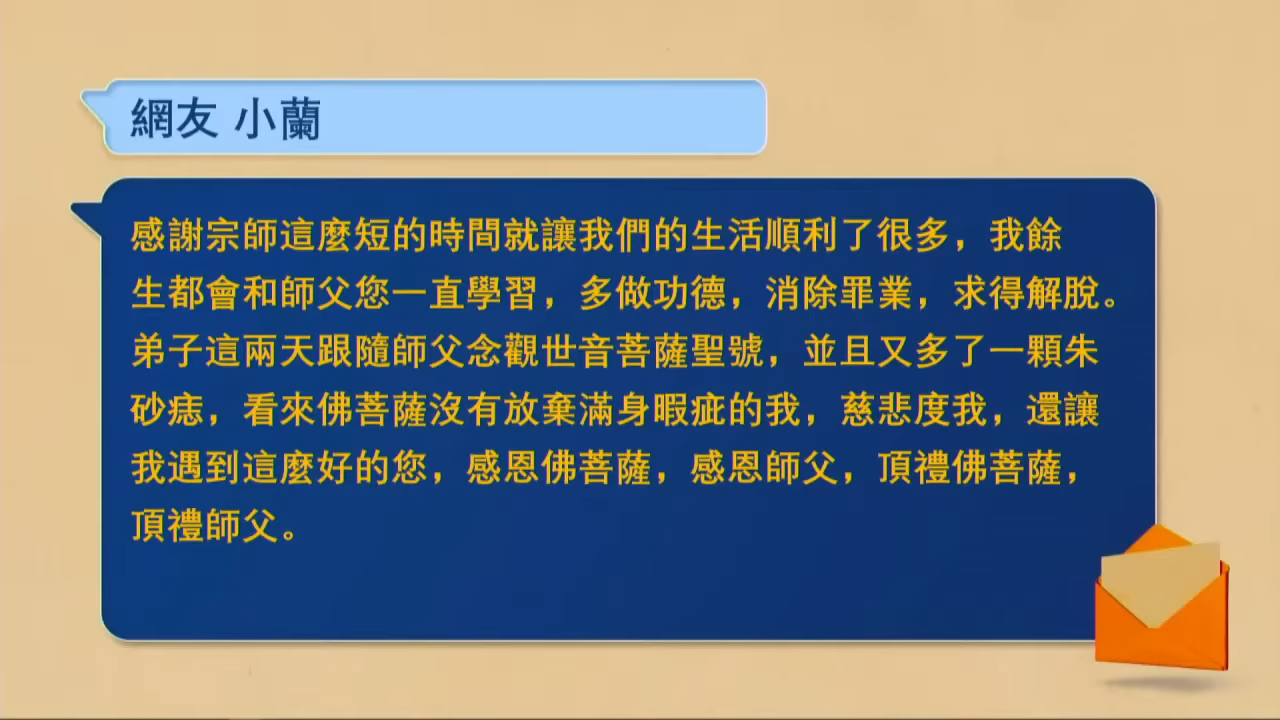 網友 小蘭
感謝宗師這麼短的時間就讓我們的生活順利了很多，我餘
生都會和師父您一直學習，多做功德，消除罪業，求得解脫。
弟子這兩天跟隨師父念觀世音菩薩聖號，並且又多了一顆朱
砂痣，看來佛菩薩沒有放棄滿身暇疵的我，慈悲度我，還讓
我遇到這麼好的您，感恩佛菩薩，感恩師父，頂禮佛菩薩，
頂禮師父。